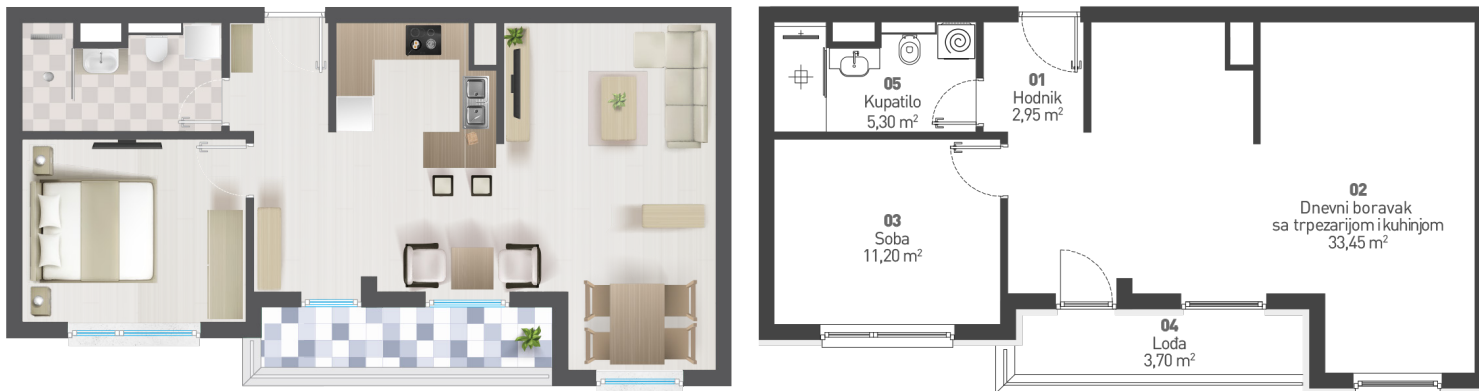 01
Hodnik
2,95 m²
05
Kupatilo
5,30 m²
02
Dnevni boravak
sa trpezarijom i kuhinjom
33,45 m²
03
Soba
11,20 m²
04
Lođa
3,70 m²